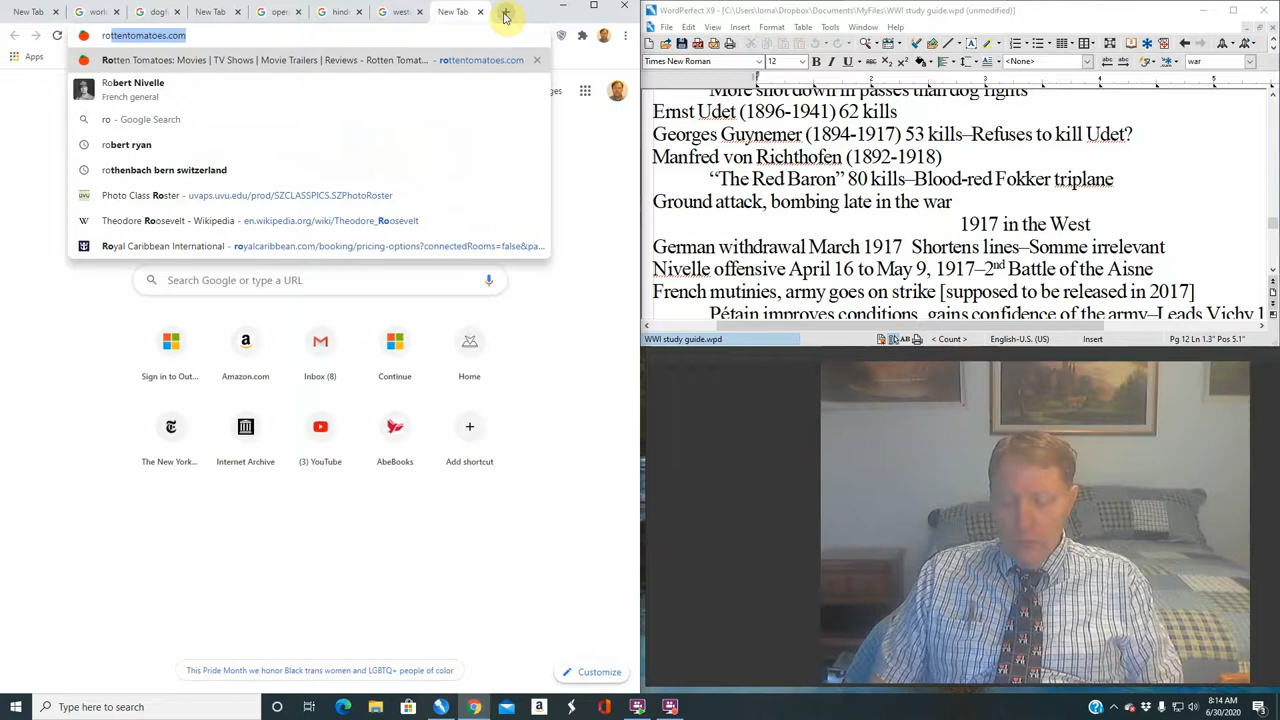 New Tab
work
dogf
New Tab
oper
hind
west
New Tab
ttentomatoes.com
Apps
Rotten Tomatoes: Movies | TV Shows | Movie Trailers | Reviews - Rotten Tomat... - rottentomatoes.com
Robert Nivelle
French general
ro - Google Search
robert ryan
rothenbach bern switzerland
Photo Class Roster - uvaps.uvu.edu/prod/SZCLASSPICS.SZPhotoRoster
Theodore Roosevelt - Wikipedia - en.wikipedia.org/wiki/Theodore_Roosevelt
Royal Caribbean International - royalcaribbean.com/booking/pricing-options?connectedRooms=false&pa...
Search Google or type a URL
Sign in to Out...
Amazon.com
Inbox (8)
Continue
Home
The New York...
Internet Archive
(3) YouTube
AbeBooks
Add shortcut
This Pride Month we honor Black trans women and LGBTQ+ people of color
Customize
WordPerfect X9 - [C:\Users\lorna\Dropbox\Documents\MyFiles\WWI study guide.wpd (unmodified)]
File Edit View Insert Format Table Tools Window Help
Times New Roman 12 <None> war
2 3 4 5
More shot down in passes than dog fights
Ernst Udet (1896-1941) 62 kills
Georges Guynemer (1894-1917) 53 kills–Refuses to kill Udet?
Manfred von Richthofen (1892-1918)
“The Red Baron” 80 kills–Blood-red Fokker triplane
Ground attack, bombing late in the war
1917 in the West
German withdrawal March 1917 Shortens lines–Somme irrelevant
Nivelle offensive April 16 to May 9, 1917–2nd Battle of the Aisne
French mutinies, army goes on strike [supposed to be released in 2017]
Pétain improves conditions, gains confidence of the army–Leads Vichy
WWI study guide.wpd
AB < Count > English-U.S. (US) Insert Pg 12 Ln 1.3" Pos 5.1"
Type here to search
8:14 AM
6/30/2020